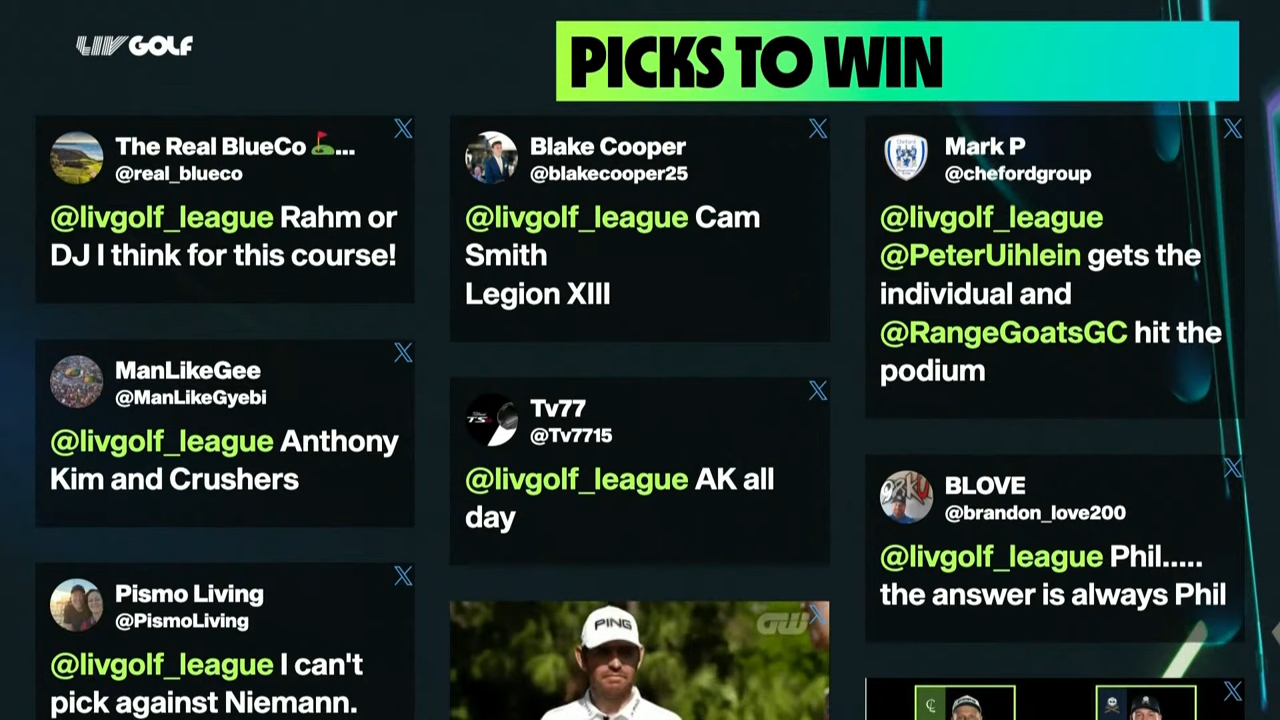 LIV GOLF
PICKS TO WIN
The Real BlueCo ⛳...
@real_blueco
@livgolf_league Rahm or
DJ I think for this course!
ManLikeGee
@ManLikeGyebi
@livgolf_league Anthony
Kim and Crushers
Pismo Living
@PismoLiving
@livgolf_league I can't
pick against Niemann.
Blake Cooper
@blakecooper25
@livgolf_league Cam
Smith
Legion XIII
Tv77
@Tv7715
@livgolf_league AK all
day
PING
GW
Mark P
@chefordgroup
@livgolf_league
@PeterUihlein gets the
individual and
@RangeGoatsGC hit the
podium
BLOVE
@brandon_love200
@livgolf_league Phil.....
the answer is always Phil